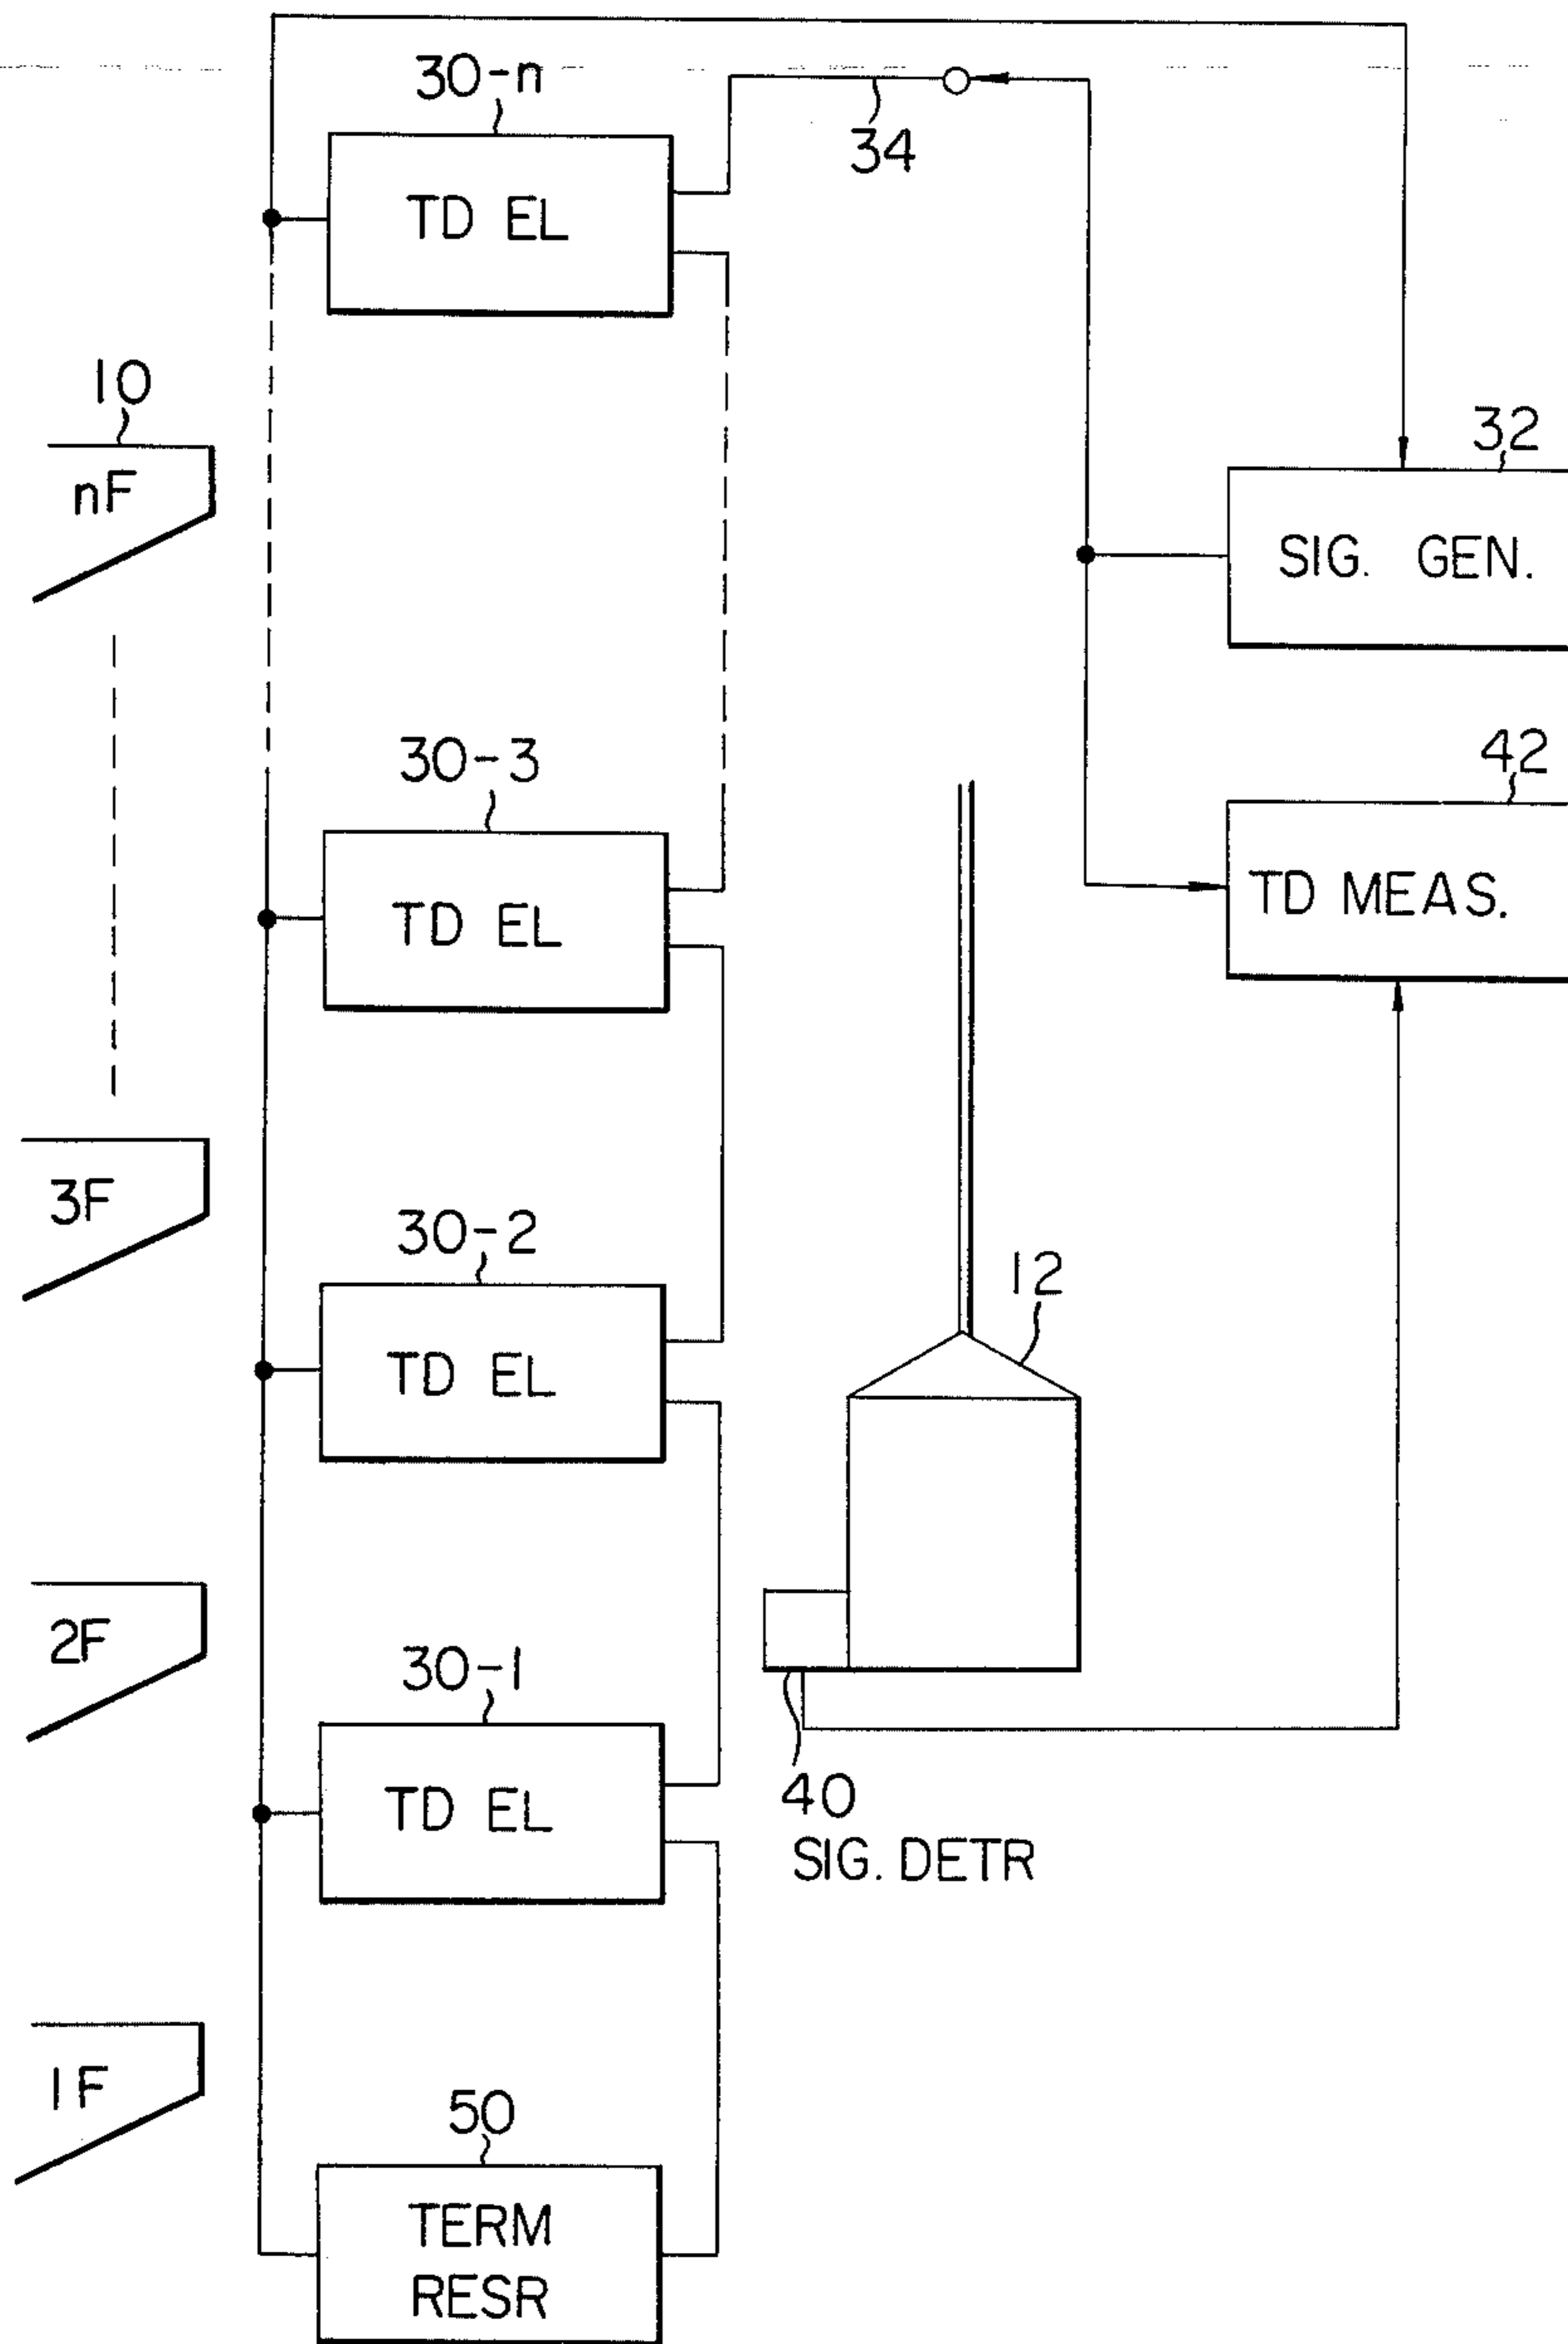 30-n
34
TD EL
10
nF
32
SIG. GEN.
30-3
42
TD EL
TD MEAS.
3F
30-2
12
TD EL
2F
30-1
TD EL
40
SIG. DETR
1F
50
TERM
RESR